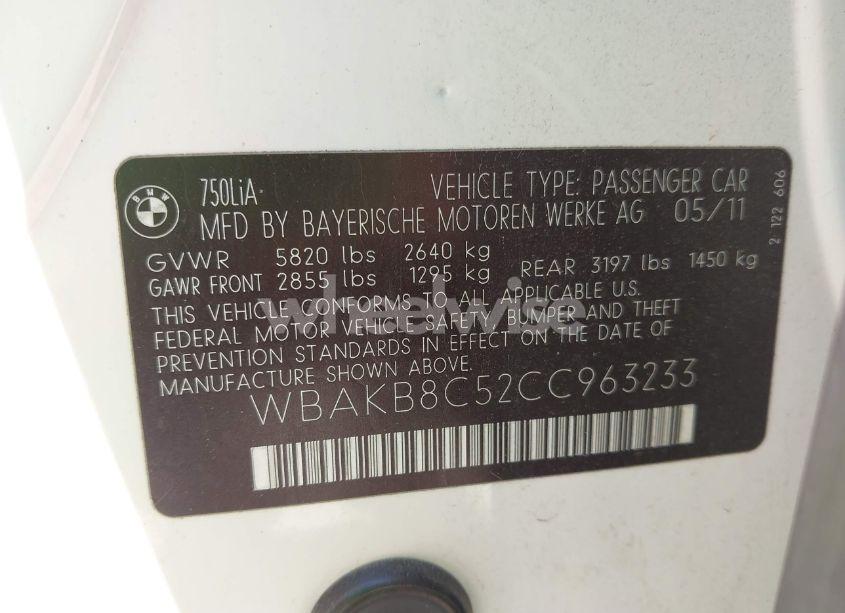 BMW
750LiA
VEHICLE TYPE: PASSENGER CAR
MFD BY BAYERISCHE MOTOREN WERKE AG 05/11
GVWR 5820 lbs 2640 kg
GAWR FRONT 2855 lbs 1295 kg REAR 3197 lbs 1450 kg
THIS VEHICLE CONFORMS TO ALL APPLICABLE U.S.
FEDERAL MOTOR VEHICLE SAFETY, BUMPER AND THEFT
PREVENTION STANDARDS IN EFFECT ON THE DATE OF
MANUFACTURE SHOWN ABOVE.
WBAKB8C52CC963233
2 122 606
wheelwise